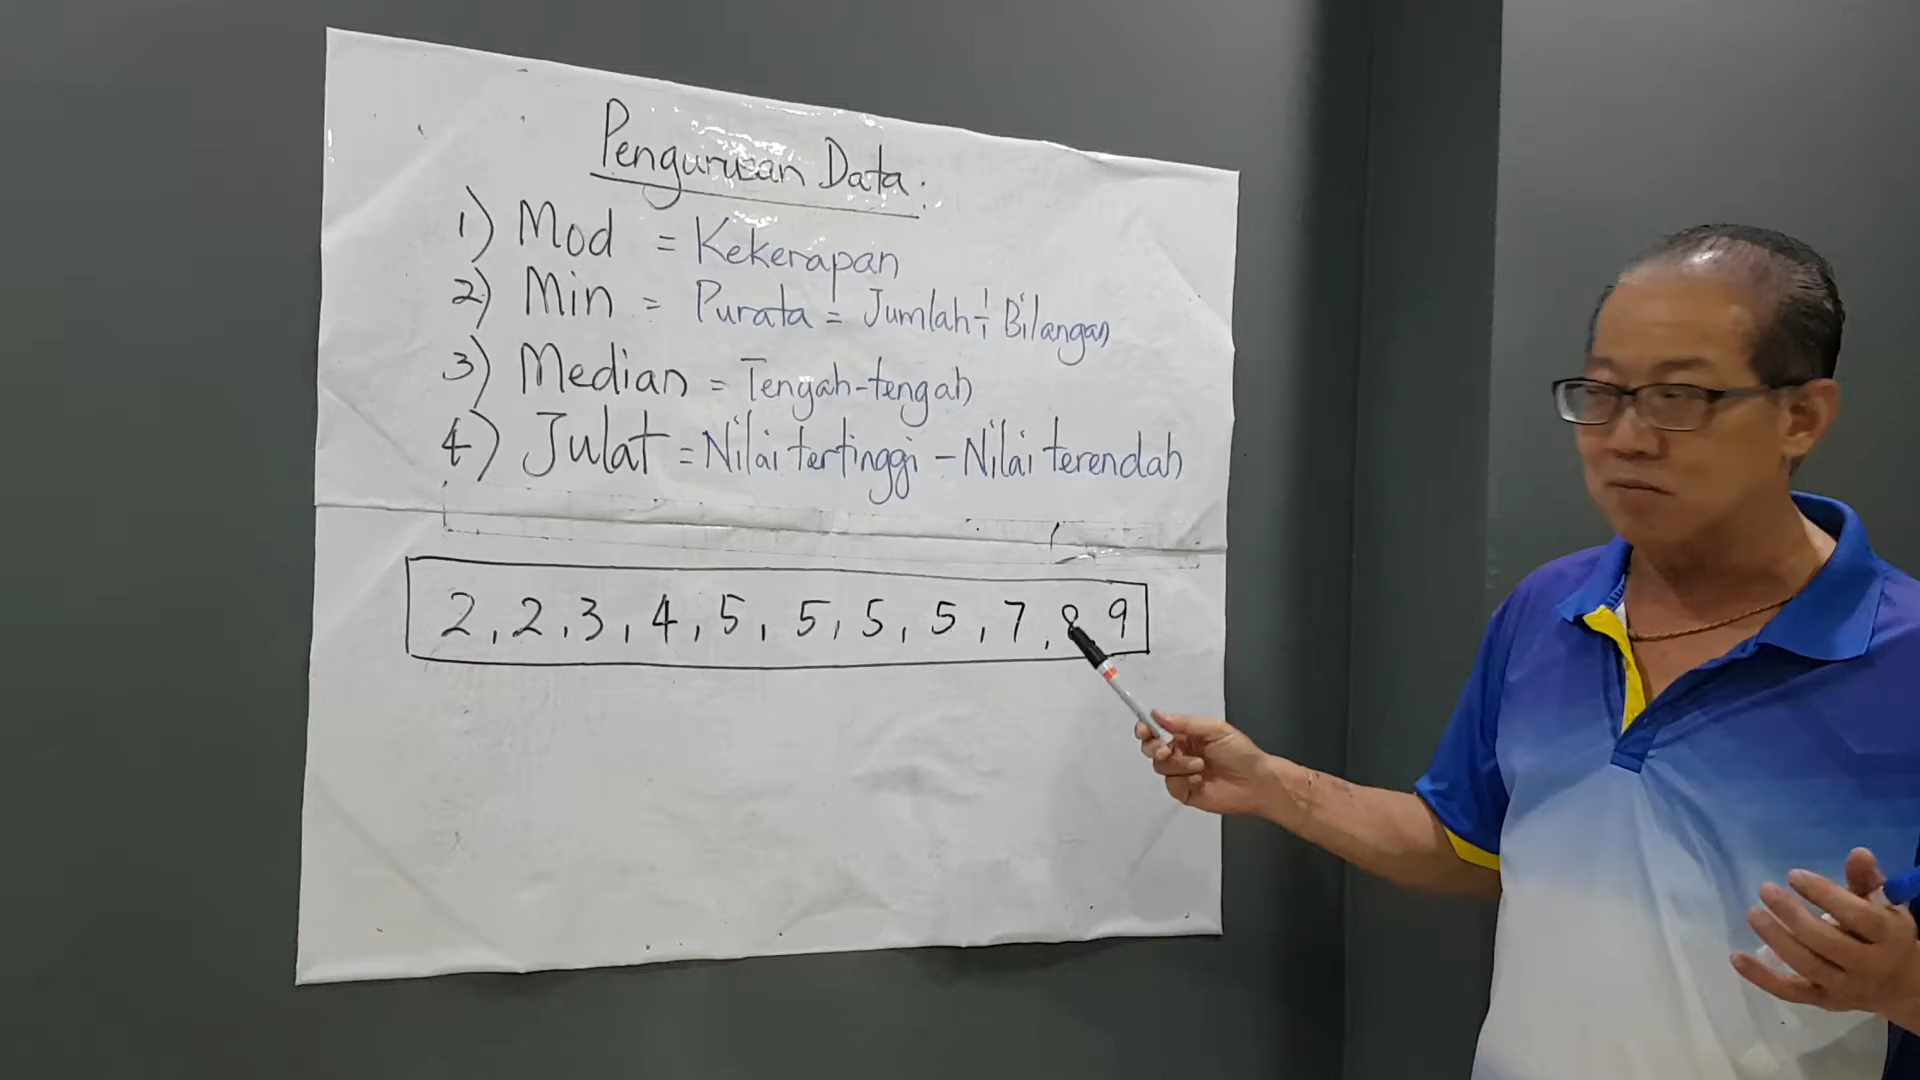 Pengurusan Data:
1) Mod = Kekerapan
2) Min = Purata = Jumlah ÷ Bilangan
3) Median = Tengah-tengah
4) Julat = Nilai tertinggi - Nilai terendah
2, 2, 3, 4, 5, 5, 5, 5, 7, 8 9